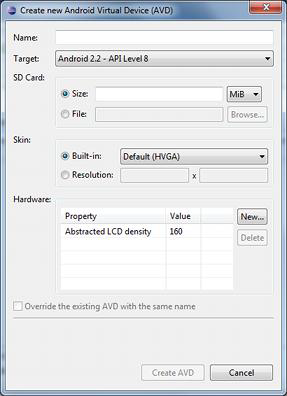 Create new Android Virtual Device (AVD)
Name:
Target: Android 2.2 - API Level 8
SD Card:
Size: MiB
File: Browse...
Skin:
Built-in: Default (HVGA)
Resolution: x
Hardware:
Property Value New...
Abstracted LCD density 160 Delete
Override the existing AVD with the same name
Create AVD Cancel